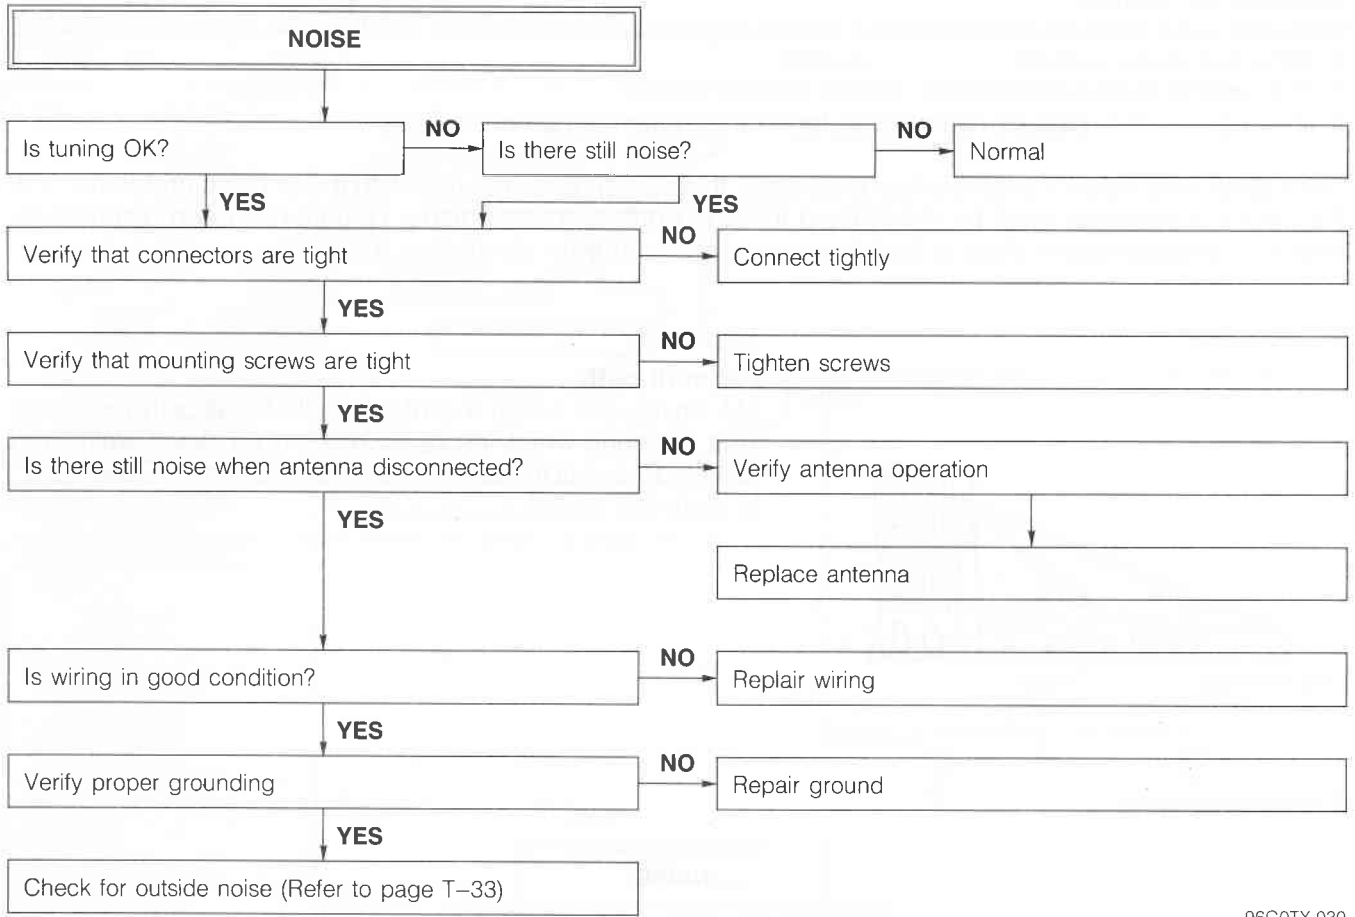 NOISE
Is tuning OK?
NO
Is there still noise?
NO
Normal
YES
YES
Verify that connectors are tight
NO
Connect tightly
YES
Verify that mounting screws are tight
NO
Tighten screws
YES
Is there still noise when antenna disconnected?
NO
Verify antenna operation
YES
Replace antenna
Is wiring in good condition?
NO
Replair wiring
YES
Verify proper grounding
NO
Repair ground
YES
Check for outside noise (Refer to page T–33)